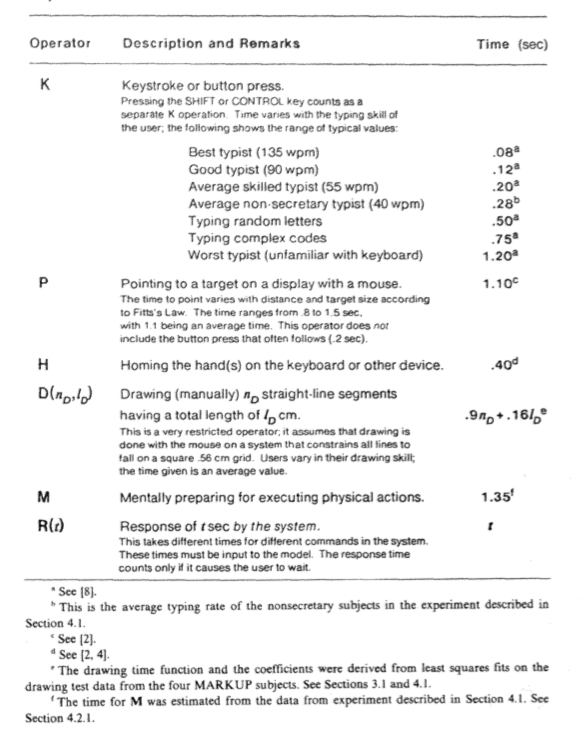 Operator Description and Remarks Time (sec)
K Keystroke or button press.
Pressing the SHIFT or CONTROL key counts as a
separate K operation. Time varies with the typing skill of
the user; the following shows the range of typical values:
Best typist (135 wpm) .08ᵃ
Good typist (90 wpm) .12ᵃ
Average skilled typist (55 wpm) .20ᵃ
Average non-secretary typist (40 wpm) .28ᵇ
Typing random letters .50ᵃ
Typing complex codes .75ᵃ
Worst typist (unfamiliar with keyboard) 1.20ᵃ
P Pointing to a target on a display with a mouse. 1.10ᶜ
The time to point varies with distance and target size according
to Fitts's Law. The time ranges from .8 to 1.5 sec,
with 1.1 being an average time. This operator does not
include the button press that often follows (.2 sec).
H Homing the hand(s) on the keyboard or other device. .40ᵈ
D(n_D,l_D) Drawing (manually) n_D straight-line segments
having a total length of l_D cm. .9n_D+.16l_Dᵉ
This is a very restricted operator; it assumes that drawing is
done with the mouse on a system that constrains all lines to
fall on a square .56 cm grid. Users vary in their drawing skill;
the time given is an average value.
M Mentally preparing for executing physical actions. 1.35ᶠ
R(t) Response of t sec by the system. t
This takes different times for different commands in the system.
These times must be input to the model. The response time
counts only if it causes the user to wait.
ᵃ See [8].
ᵇ This is the average typing rate of the nonsecretary subjects in the experiment described in
Section 4.1.
ᶜ See [2].
ᵈ See [2, 4].
ᵉ The drawing time function and the coefficients were derived from least squares fits on the
drawing test data from the four MARKUP subjects. See Sections 3.1 and 4.1.
ᶠ The time for M was estimated from the data from experiment described in Section 4.1. See
Section 4.2.1.